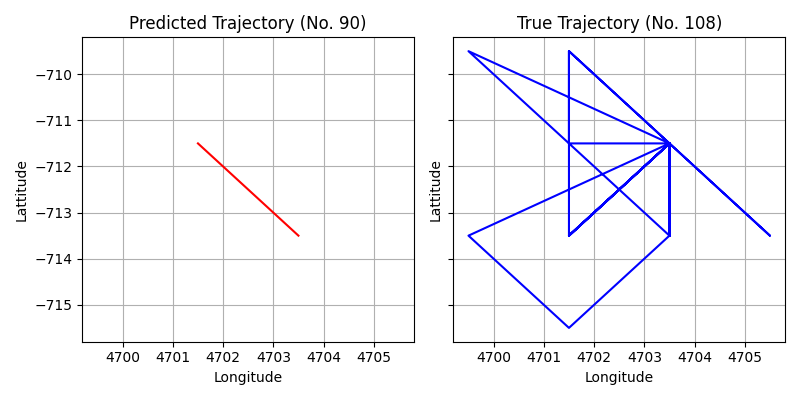 Predicted Trajectory (No. 90)
True Trajectory (No. 108)
Lattitude
−710
−711
−712
−713
−714
−715
4700 4701 4702 4703 4704 4705
Longitude
Lattitude
4700 4701 4702 4703 4704 4705
Longitude